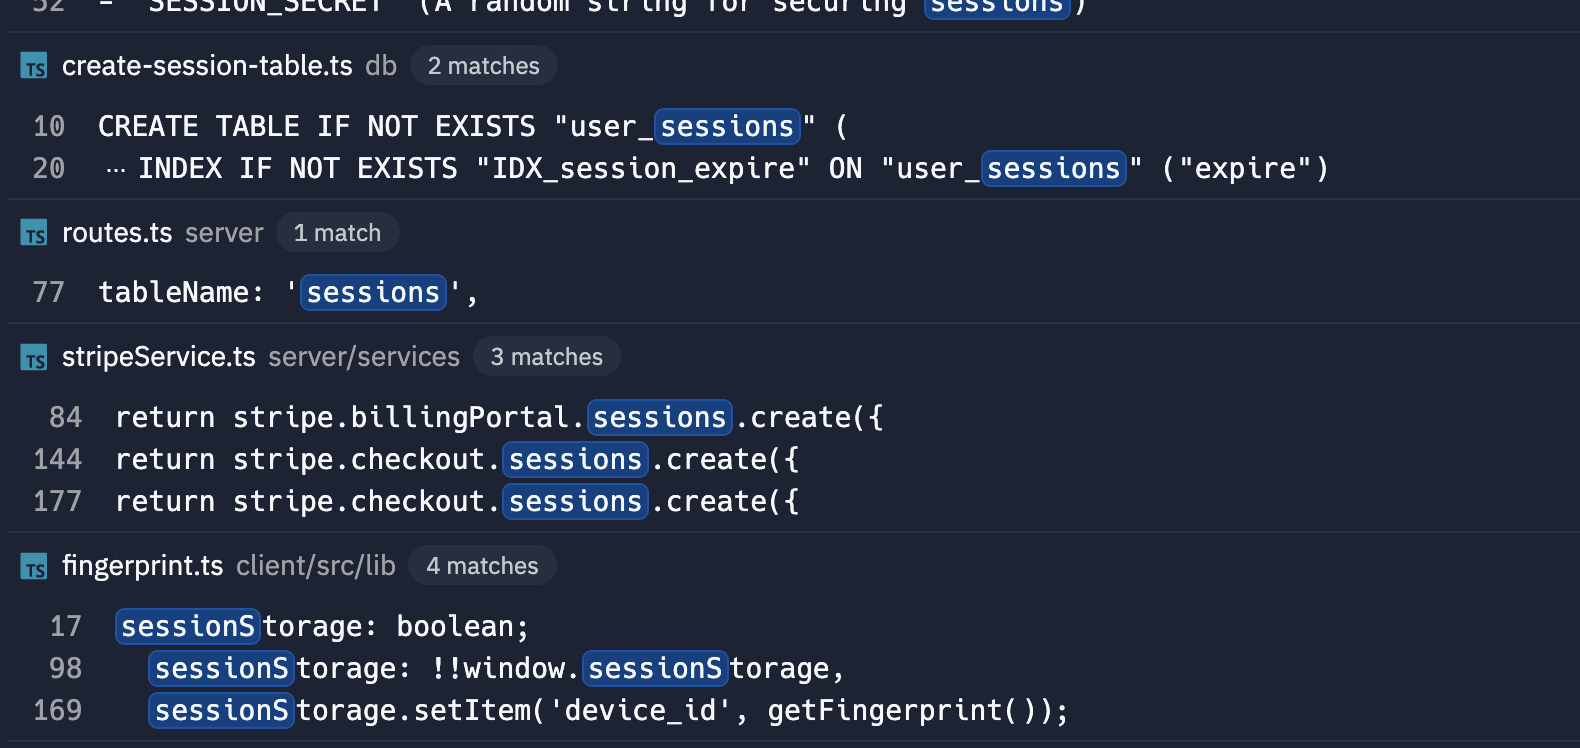 52 = `SESSION_SECRET` (A random string for securing sessions)
TS create-session-table.ts db 2 matches
10 CREATE TABLE IF NOT EXISTS "user_sessions" (
20 ... INDEX IF NOT EXISTS "IDX_session_expire" ON "user_sessions" ("expire")
TS routes.ts server 1 match
77 tableName: 'sessions',
TS stripeService.ts server/services 3 matches
84 return stripe.billingPortal.sessions.create({
144 return stripe.checkout.sessions.create({
177 return stripe.checkout.sessions.create({
TS fingerprint.ts client/src/lib 4 matches
17 sessionStorage: boolean;
98 sessionStorage: !!window.sessionStorage,
169 sessionStorage.setItem('device_id', getFingerprint());